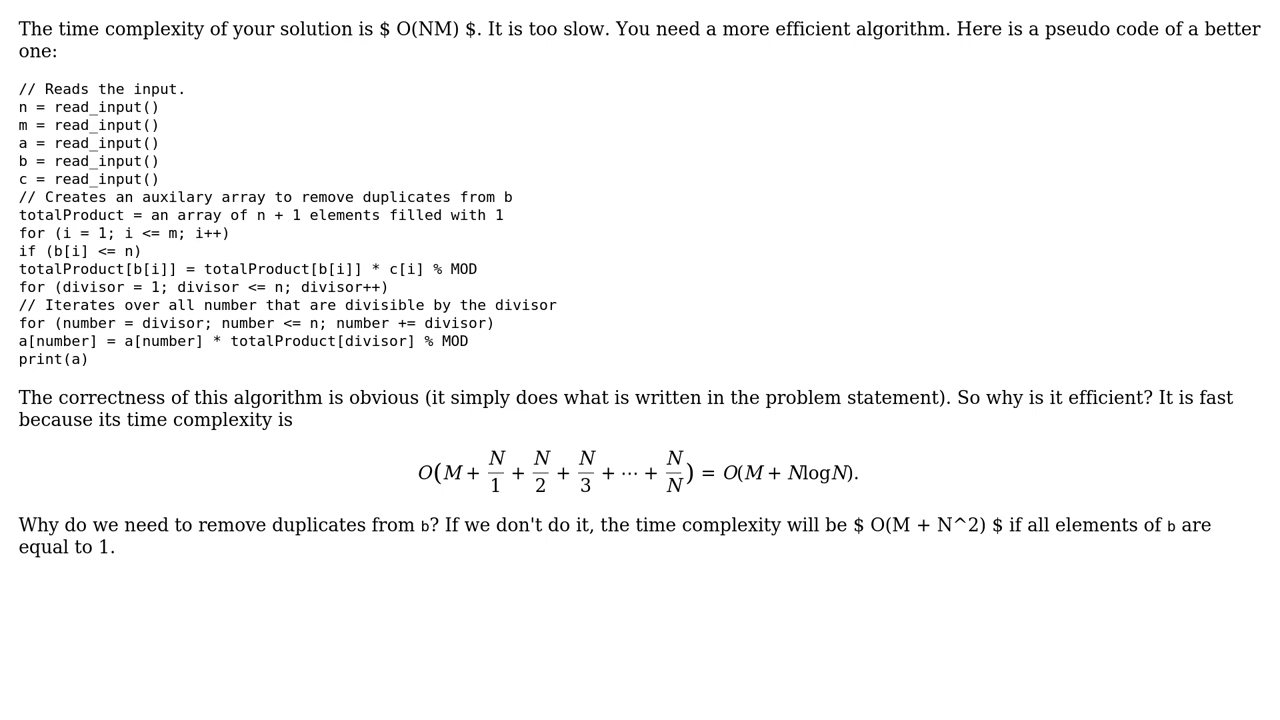 The time complexity of your solution is $ O(NM) $. It is too slow. You need a more efficient algorithm. Here is a pseudo code of a better
one:
// Reads the input.
n = read_input()
m = read_input()
a = read_input()
b = read_input()
c = read_input()
// Creates an auxilary array to remove duplicates from b
totalProduct = an array of n + 1 elements filled with 1
for (i = 1; i <= m; i++)
if (b[i] <= n)
totalProduct[b[i]] = totalProduct[b[i]] * c[i] % MOD
for (divisor = 1; divisor <= n; divisor++)
// Iterates over all number that are divisible by the divisor
for (number = divisor; number <= n; number += divisor)
a[number] = a[number] * totalProduct[divisor] % MOD
print(a)
The correctness of this algorithm is obvious (it simply does what is written in the problem statement). So why is it efficient? It is fast
because its time complexity is
O(M + N/1 + N/2 + N/3 + ⋯ + N/N) = O(M + NlogN).
Why do we need to remove duplicates from b? If we don't do it, the time complexity will be $ O(M + N^2) $ if all elements of b are
equal to 1.